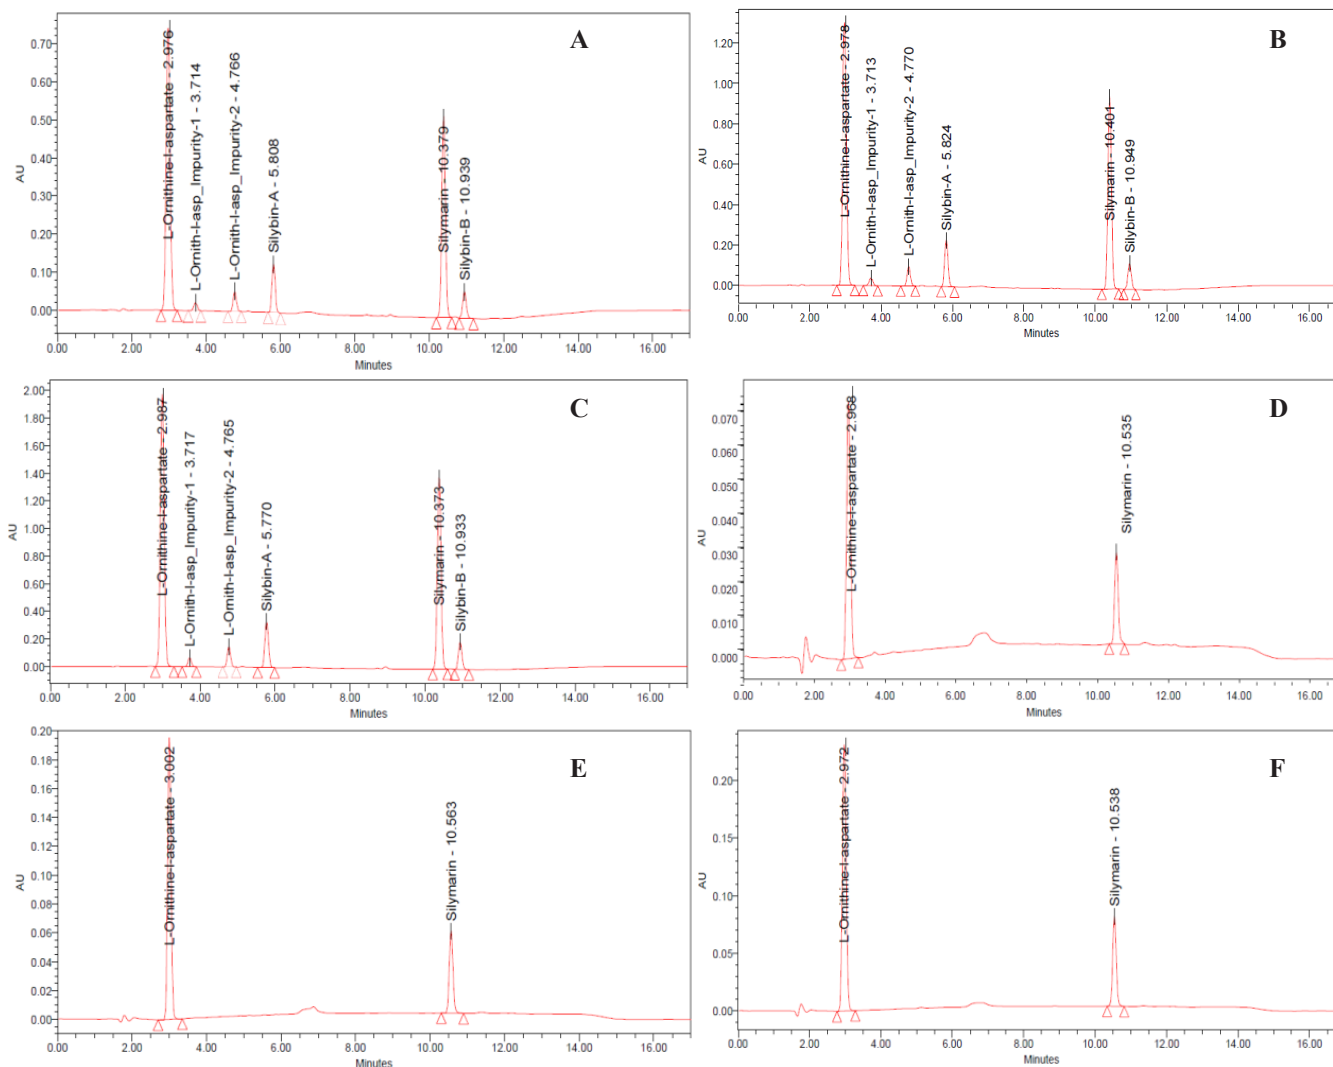 A
AU
0.70
0.60
0.50
0.40
0.30
0.20
0.10
0.00
L-Ornithine-l-aspartate - 2.976
L-Ornith-l-asp_Impurity-1 - 3.714
L-Ornith-l-asp_Impurity-2 - 4.766
Silybin-A - 5.808
Silymarin - 10.379
Silybin-B - 10.939
0.00 2.00 4.00 6.00 8.00 10.00 12.00 14.00 16.00
Minutes
B
AU
1.20
1.00
0.80
0.60
0.40
0.20
0.00
L-Ornithine-l-aspartate - 2.978
L-Ornith-l-asp_Impurity-1 - 3.713
L-Ornith-l-asp_Impurity-2 - 4.770
Silybin-A - 5.824
Silymarin - 10.401
Silybin-B - 10.949
0.00 2.00 4.00 6.00 8.00 10.00 12.00 14.00 16.00
Minutes
C
AU
2.00
1.80
1.60
1.40
1.20
1.00
0.80
0.60
0.40
0.20
0.00
L-Ornithine-l-aspartate - 2.987
L-Ornith-l-asp_Impurity-1 - 3.717
L-Ornith-l-asp_Impurity-2 - 4.765
Silybin-A - 5.770
Silymarin - 10.373
Silybin-B - 10.933
0.00 2.00 4.00 6.00 8.00 10.00 12.00 14.00 16.00
Minutes
D
AU
0.070
0.060
0.050
0.040
0.030
0.020
0.010
0.000
L-Ornithine-l-aspartate - 2.968
Silymarin - 10.535
0.00 2.00 4.00 6.00 8.00 10.00 12.00 14.00 16.00
Minutes
E
AU
0.20
0.18
0.16
0.14
0.12
0.10
0.08
0.06
0.04
0.02
0.00
L-Ornithine-l-aspartate - 3.002
Silymarin - 10.563
0.00 2.00 4.00 6.00 8.00 10.00 12.00 14.00 16.00
Minutes
F
AU
0.20
0.15
0.10
0.05
0.00
L-Ornithine-l-aspartate - 2.972
Silymarin - 10.538
0.00 2.00 4.00 6.00 8.00 10.00 12.00 14.00 16.00
Minutes